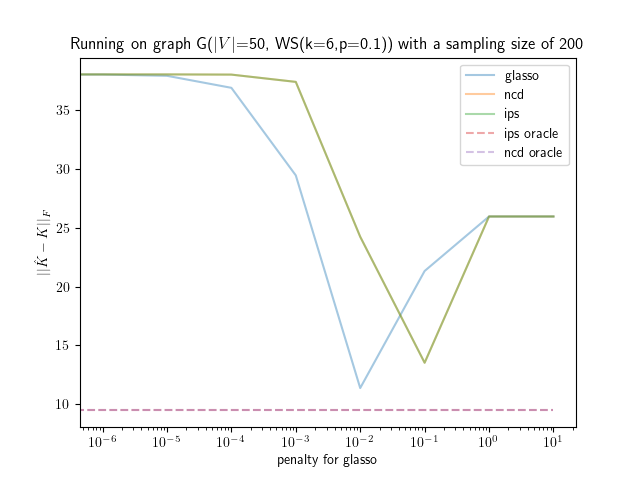 Running on graph G(|V|=50, WS(k=6,p=0.1)) with a sampling size of 200
glasso
ncd
ips
ips oracle
ncd oracle
||K̂ − K||_F
35
30
25
20
15
10
10^{-6} 10^{-5} 10^{-4} 10^{-3} 10^{-2} 10^{-1} 10^{0} 10^{1}
penalty for glasso